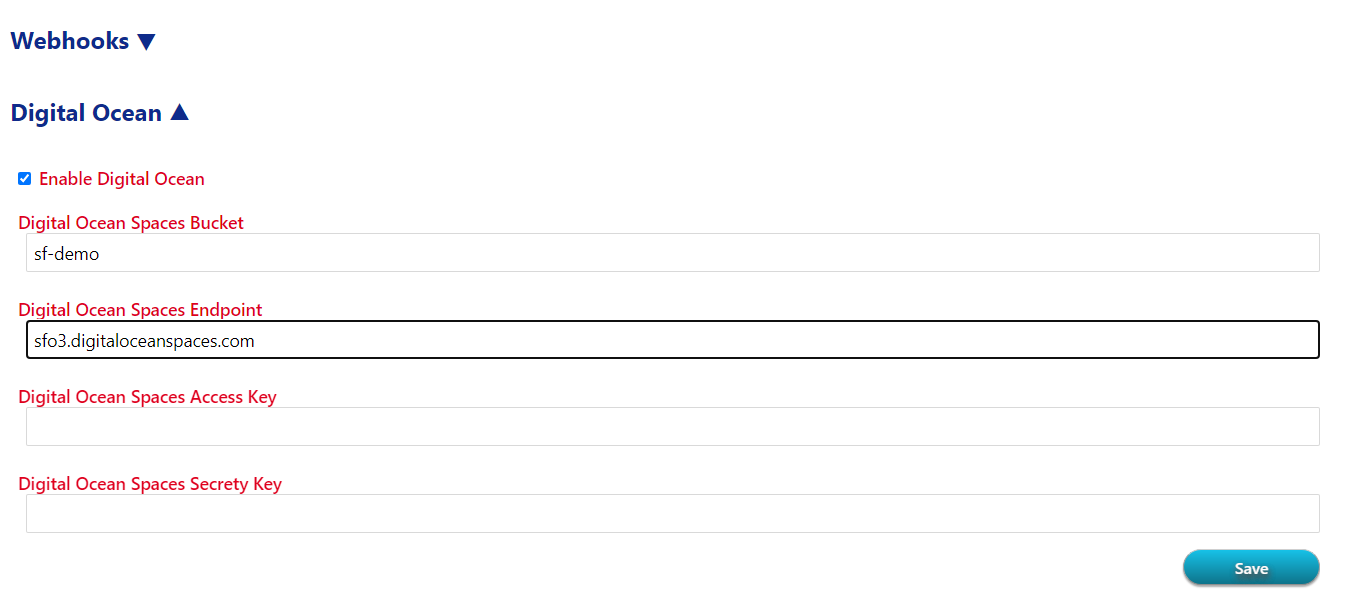 Webhooks ▼
Digital Ocean ▲
Enable Digital Ocean
Digital Ocean Spaces Bucket
sf-demo
Digital Ocean Spaces Endpoint
sfo3.digitaloceanspaces.com
Digital Ocean Spaces Access Key
Digital Ocean Spaces Secrety Key
Save